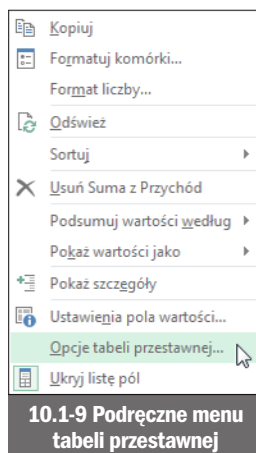 Kopiuj
Formatuj komórki...
Format liczby...
Odśwież
Sortuj
Usuń Suma z Przychód
Podsumuj wartości według
Pokaż wartości jako
Pokaż szczegóły
Ustawienia pola wartości...
Opcje tabeli przestawnej...
Ukryj listę pól
10.1-9 Podręczne menu
tabeli przestawnej